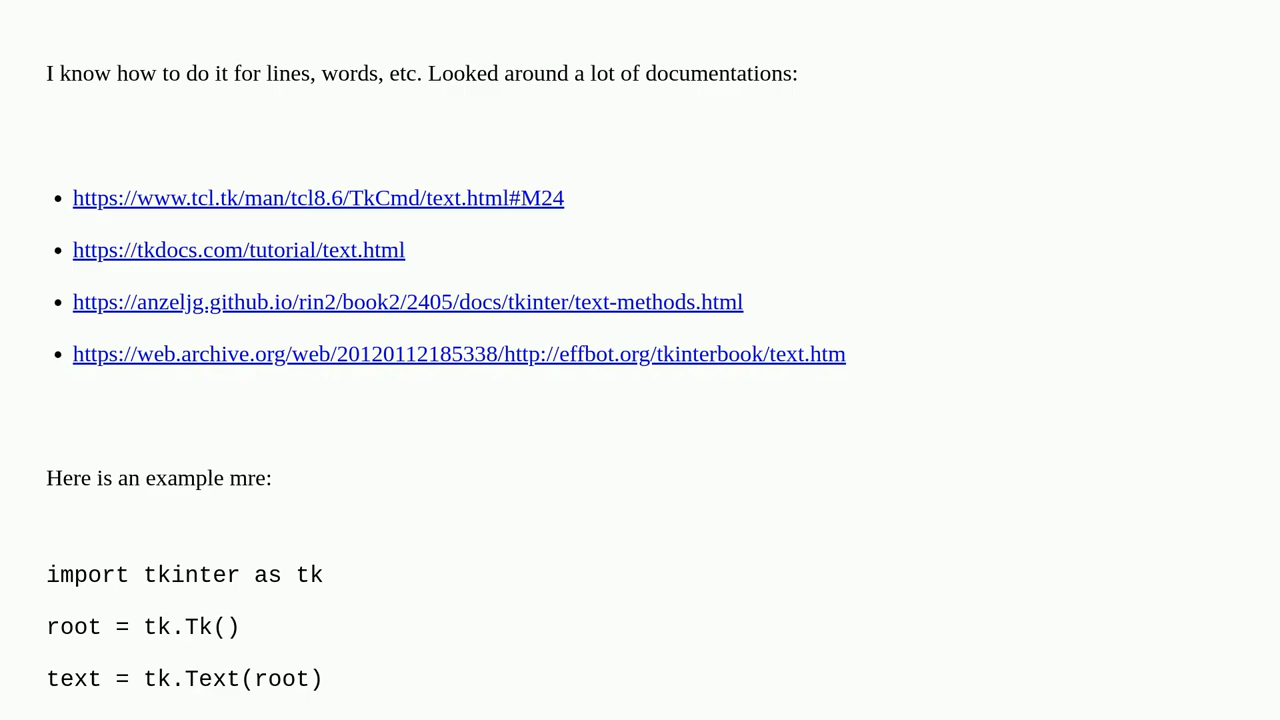 I know how to do it for lines, words, etc. Looked around a lot of documentations:
• https://www.tcl.tk/man/tcl8.6/TkCmd/text.html#M24
• https://tkdocs.com/tutorial/text.html
• https://anzeljg.github.io/rin2/book2/2405/docs/tkinter/text-methods.html
• https://web.archive.org/web/20120112185338/http://effbot.org/tkinterbook/text.htm
Here is an example mre:
import tkinter as tk
root = tk.Tk()
text = tk.Text(root)